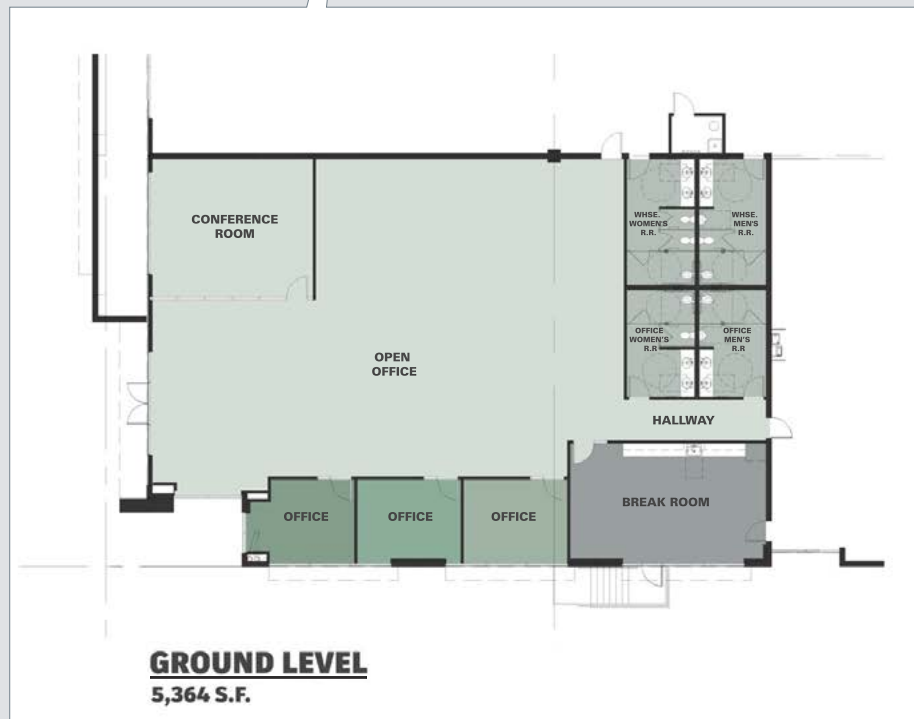 CONFERENCE
ROOM
WHSE.
WOMEN'S
R.R.
WHSE.
MEN'S
R.R.
OPEN
OFFICE
OFFICE
WOMEN'S
R.R
OFFICE
MEN'S
R.R
HALLWAY
BREAK ROOM
OFFICE
OFFICE
OFFICE
GROUND LEVEL
5,364 S.F.